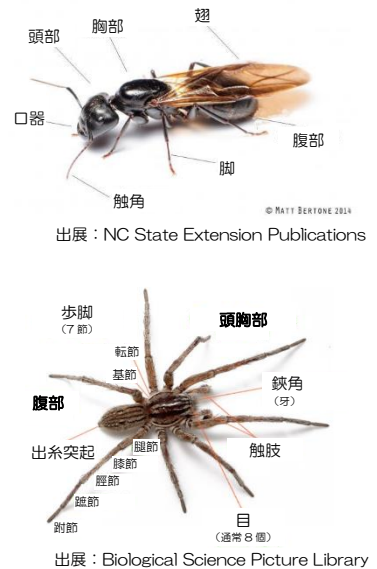 翅
胸部
頭部
口器
腹部
脚
触角
© MATT BERTONE 2014
出展：NC State Extension Publications
歩脚
（７節）
頭胸部
転節
基節
鋏角
（牙）
腹部
触肢
出糸突起
腿節
膝節
脛節
蹠節
跗節
目
（通常８個）
出展：Biological Science Picture Library